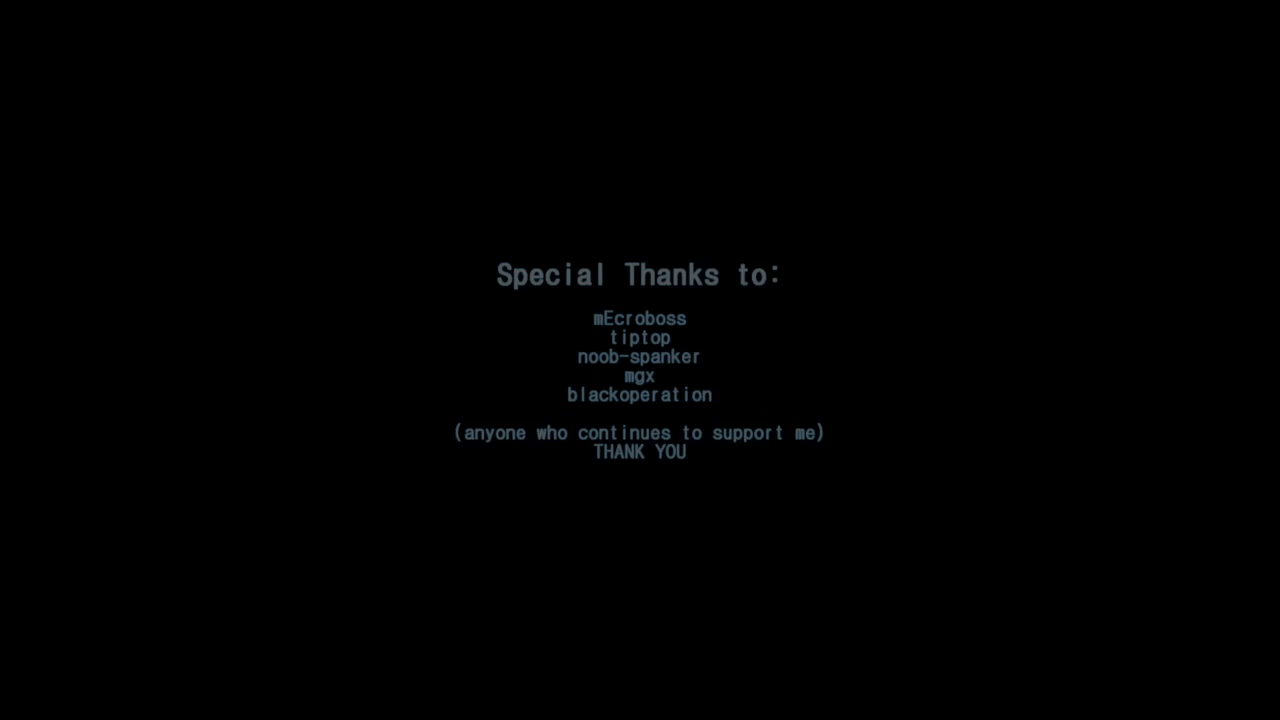 Special Thanks to:
mEcroboss
tiptop
noob-spanker
mgx
blackoperation
(anyone who continues to support me)
THANK YOU